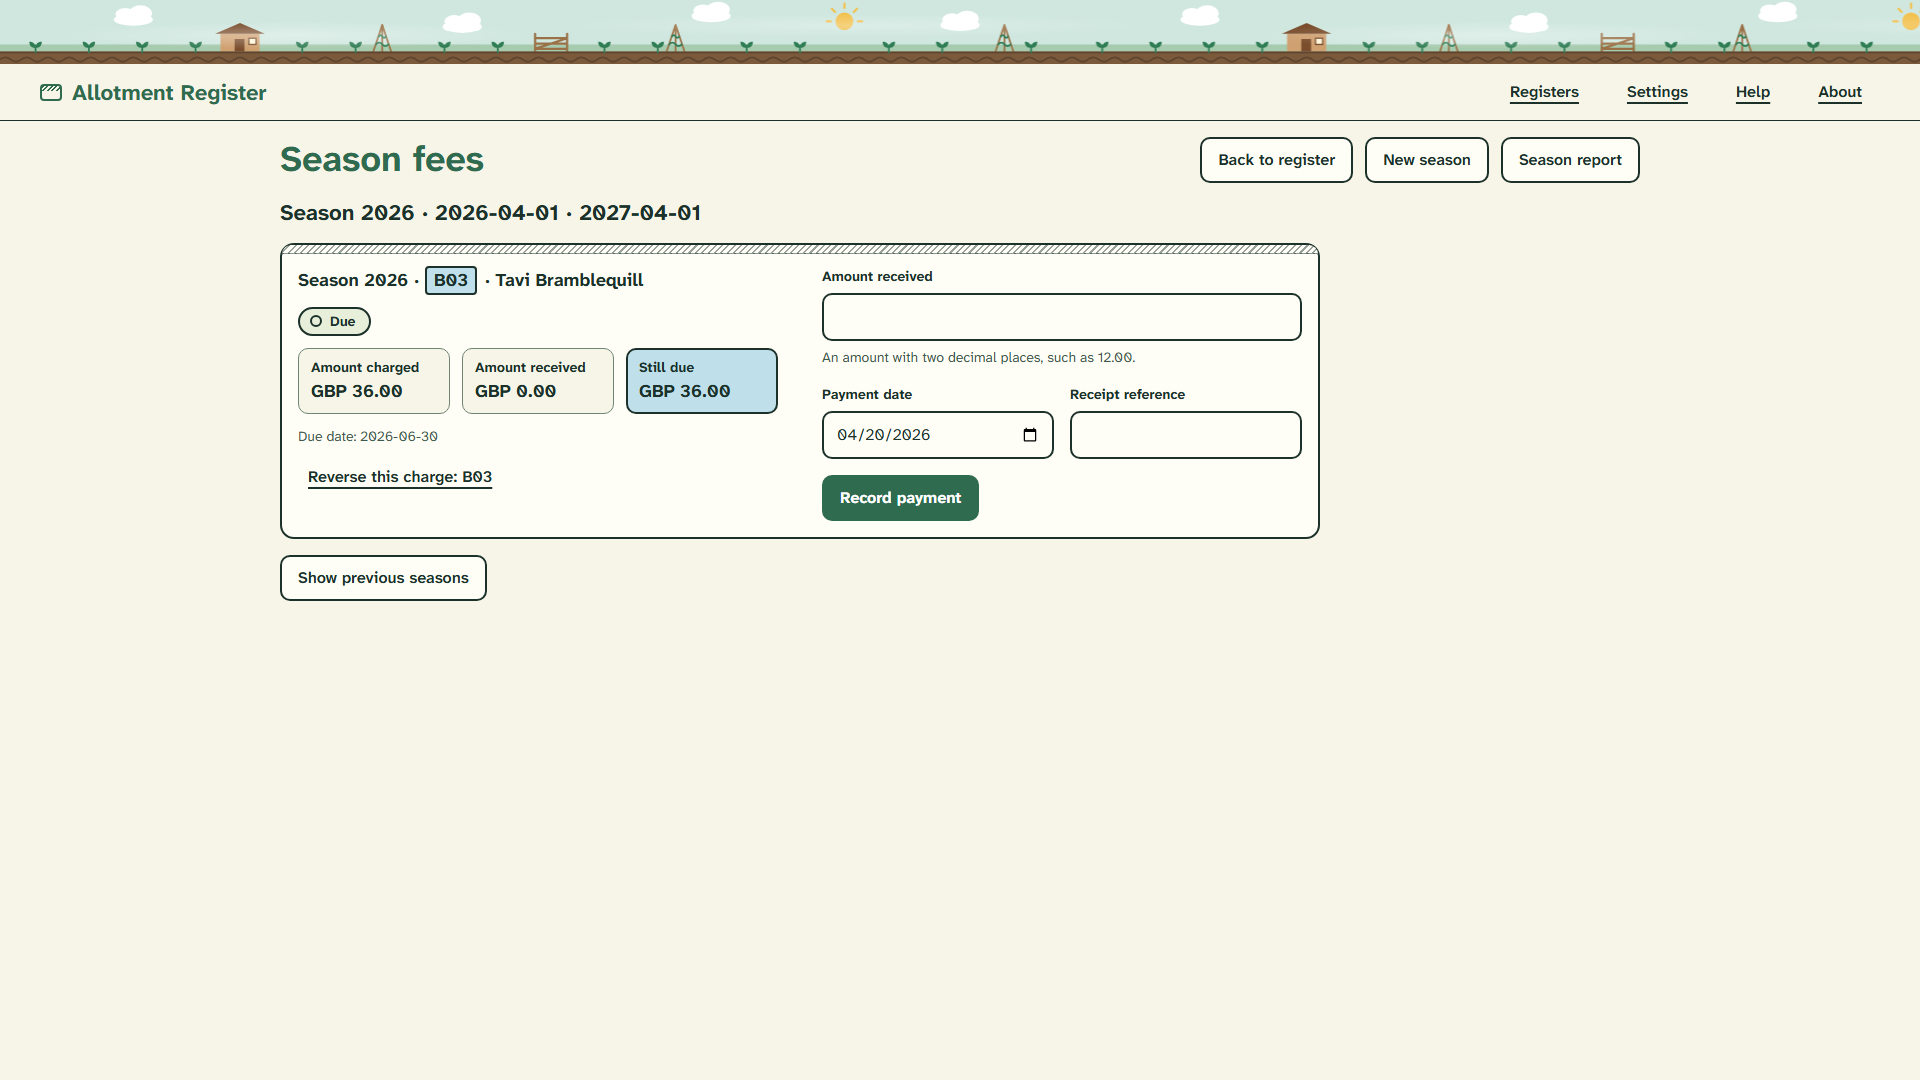 Allotment Register
Registers
Settings
Help
About
Season fees
Back to register
New season
Season report
Season 2026 · 2026-04-01 · 2027-04-01
Season 2026 · B03 · Tavi Bramblequill
Due
Amount charged
GBP 36.00
Amount received
GBP 0.00
Still due
GBP 36.00
Due date: 2026-06-30
Reverse this charge: B03
Amount received
An amount with two decimal places, such as 12.00.
Payment date
04/20/2026
Receipt reference
Record payment
Show previous seasons